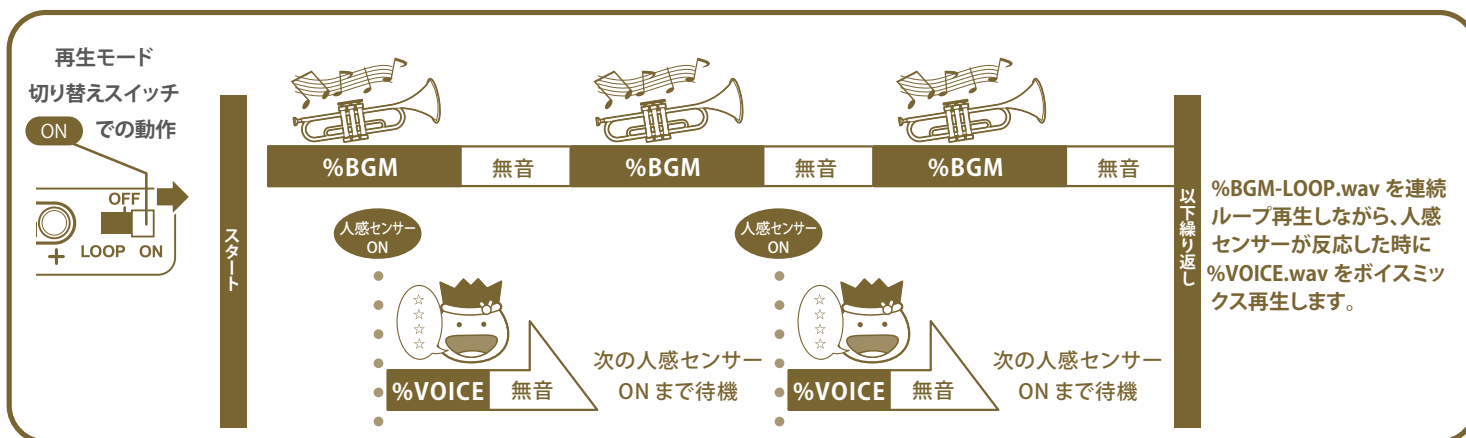 再生モード
切り替えスイッチ
ON での動作
OFF
+ LOOP ON
スタート
%BGM 無音 %BGM 無音 %BGM 無音
人感センサー
ON
人感センサー
ON
☆
☆
☆
☆
%VOICE 無音
次の人感センサー
ON まで待機
☆
☆
☆
☆
%VOICE 無音
次の人感センサー
ON まで待機
以下繰り返し
%BGM-LOOP.wav を連続
ループ再生しながら、人感
センサーが反応した時に
%VOICE.wav をボイスミッ
クス再生します。